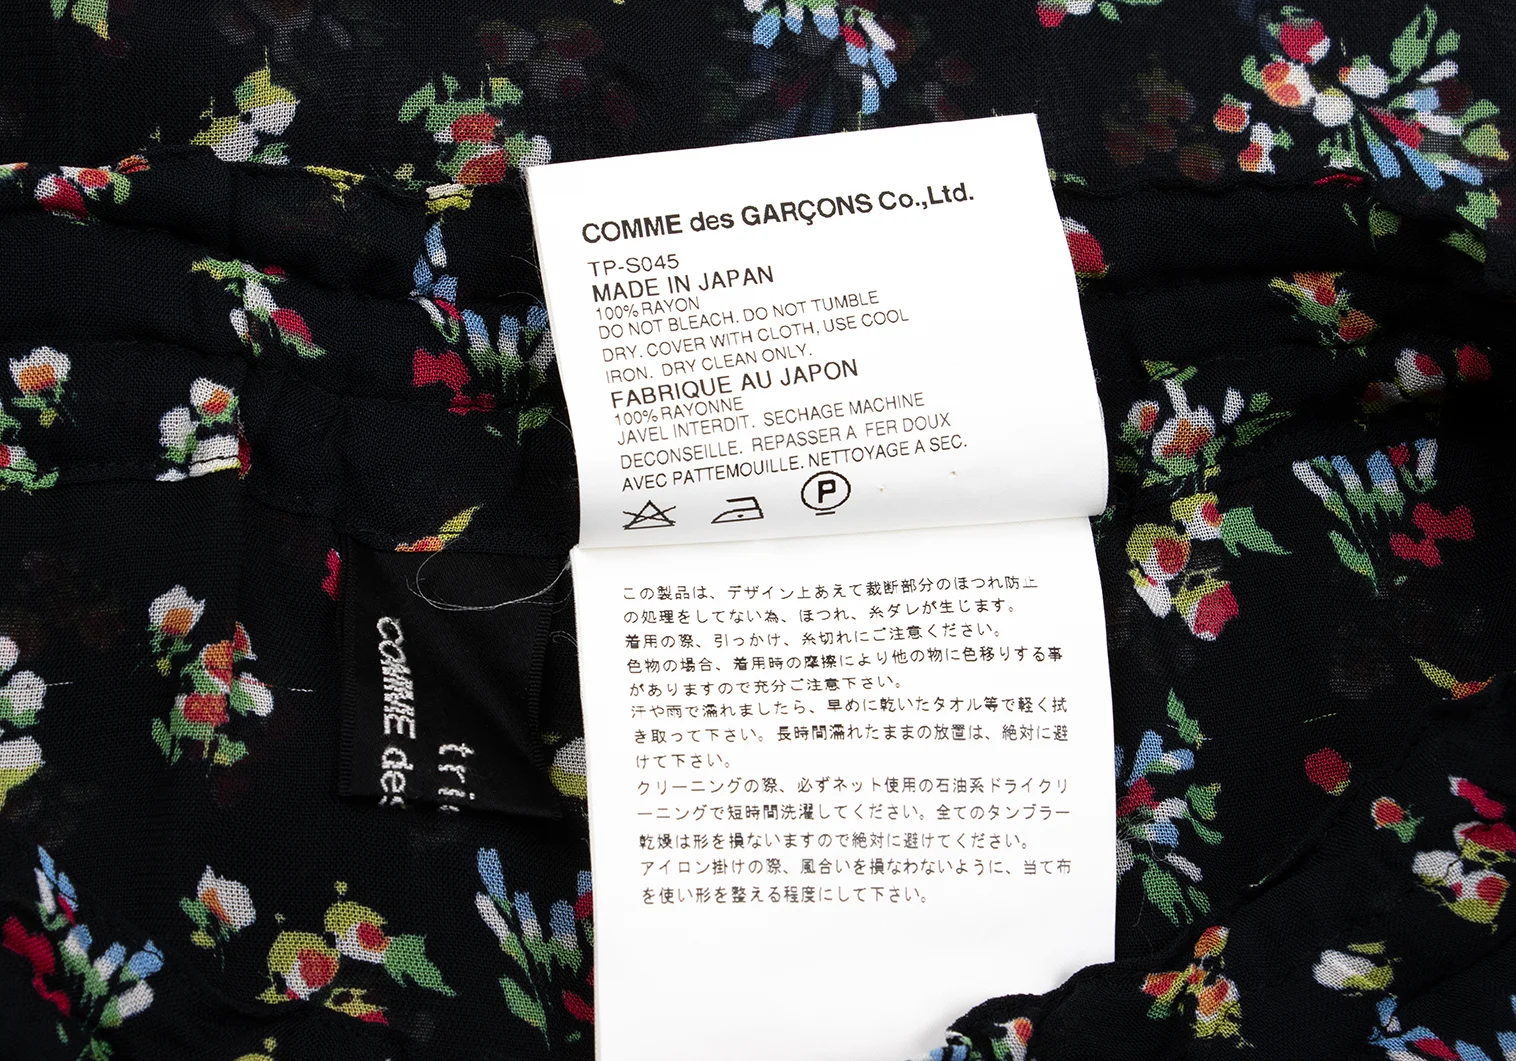 COMME des GARÇONS Co.,Ltd.
TP-S045
MADE IN JAPAN
100% RAYON
DO NOT BLEACH. DO NOT TUMBLE
DRY. COVER WITH CLOTH, USE COOL
IRON. DRY CLEAN ONLY.
FABRIQUE AU JAPON
100% RAYONNE
JAVEL INTERDIT. SECHAGE MACHINE
DECONSEILLE. REPASSER A FER DOUX
AVEC PATTEMOUILLE. NETTOYAGE A SEC.
P
この製品は、デザイン上あえて裁断部分のほつれ防止
の処理をしてない為、ほつれ、糸ダレが生じます。
着用の際、引っかけ、糸切れにご注意ください。
色物の場合、着用時の摩擦により他の物に色移りする事
がありますので充分ご注意下さい。
汗や雨で濡れましたら、早めに乾いたタオル等で軽く拭
き取って下さい。長時間濡れたままの放置は、絶対に避
けて下さい。
クリーニングの際、必ずネット使用の石油系ドライクリ
ーニングで短時間洗濯してください。全てのタンブラー
乾燥は形を損ないますので絶対に避けてください。
アイロン掛けの際、風合いを損なわないように、当て布
を使い形を整える程度にして下さい。
tric
COMME des